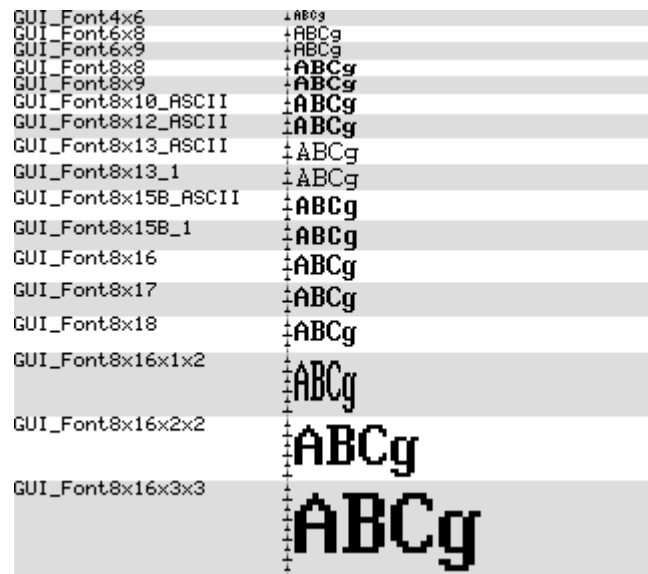 GUI_Font4x6 ABCg
GUI_Font6x8 ABCg
GUI_Font6x9 ABCg
GUI_Font8x8 ABCg
GUI_Font8x9 ABCg
GUI_Font8x10_ASCII ABCg
GUI_Font8x12_ASCII ABCg
GUI_Font8x13_ASCII ABCg
GUI_Font8x13_1 ABCg
GUI_Font8x15B_ASCII ABCg
GUI_Font8x15B_1 ABCg
GUI_Font8x16 ABCg
GUI_Font8x17 ABCg
GUI_Font8x18 ABCg
GUI_Font8x16x1x2 ABCg
GUI_Font8x16x2x2 ABCg
GUI_Font8x16x3x3 ABCg